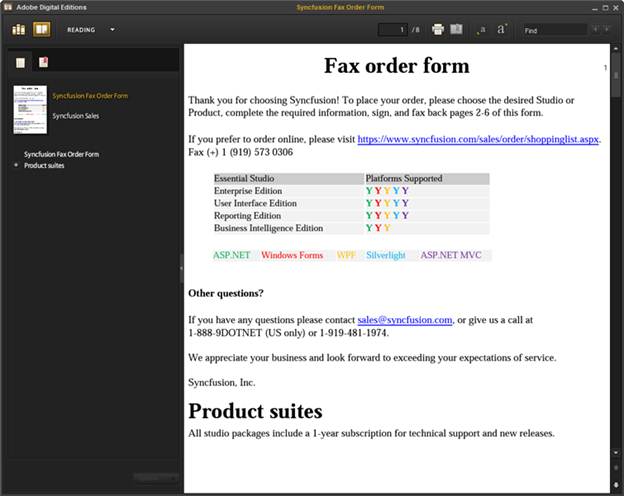 Adobe Digital Editions
Syncfusion Fax Order Form
READING
1 / 8
a a
Find
Syncfusion Fax Order Form
Syncfusion Sales
Syncfusion Fax Order Form
Product suites
1
Fax order form
Thank you for choosing Syncfusion! To place your order, please choose the desired Studio or
Product, complete the required information, sign, and fax back pages 2-6 of this form.
If you prefer to order online, please visit https://www.syncfusion.com/sales/order/shoppinglist.aspx.
Fax (+) 1 (919) 573 0306
Essential Studio Platforms Supported
Enterprise Edition Y Y Y Y Y
User Interface Edition Y Y Y Y Y
Reporting Edition Y Y Y Y Y
Business Intelligence Edition Y Y Y
ASP.NET Windows Forms WPF Silverlight ASP.NET MVC
Other questions?
If you have any questions please contact sales@syncfusion.com, or give us a call at
1-888-9DOTNET (US only) or 1-919-481-1974.
We appreciate your business and look forward to exceeding your expectations of service.
Syncfusion, Inc.
Product suites
All studio packages include a 1-year subscription for technical support and new releases.